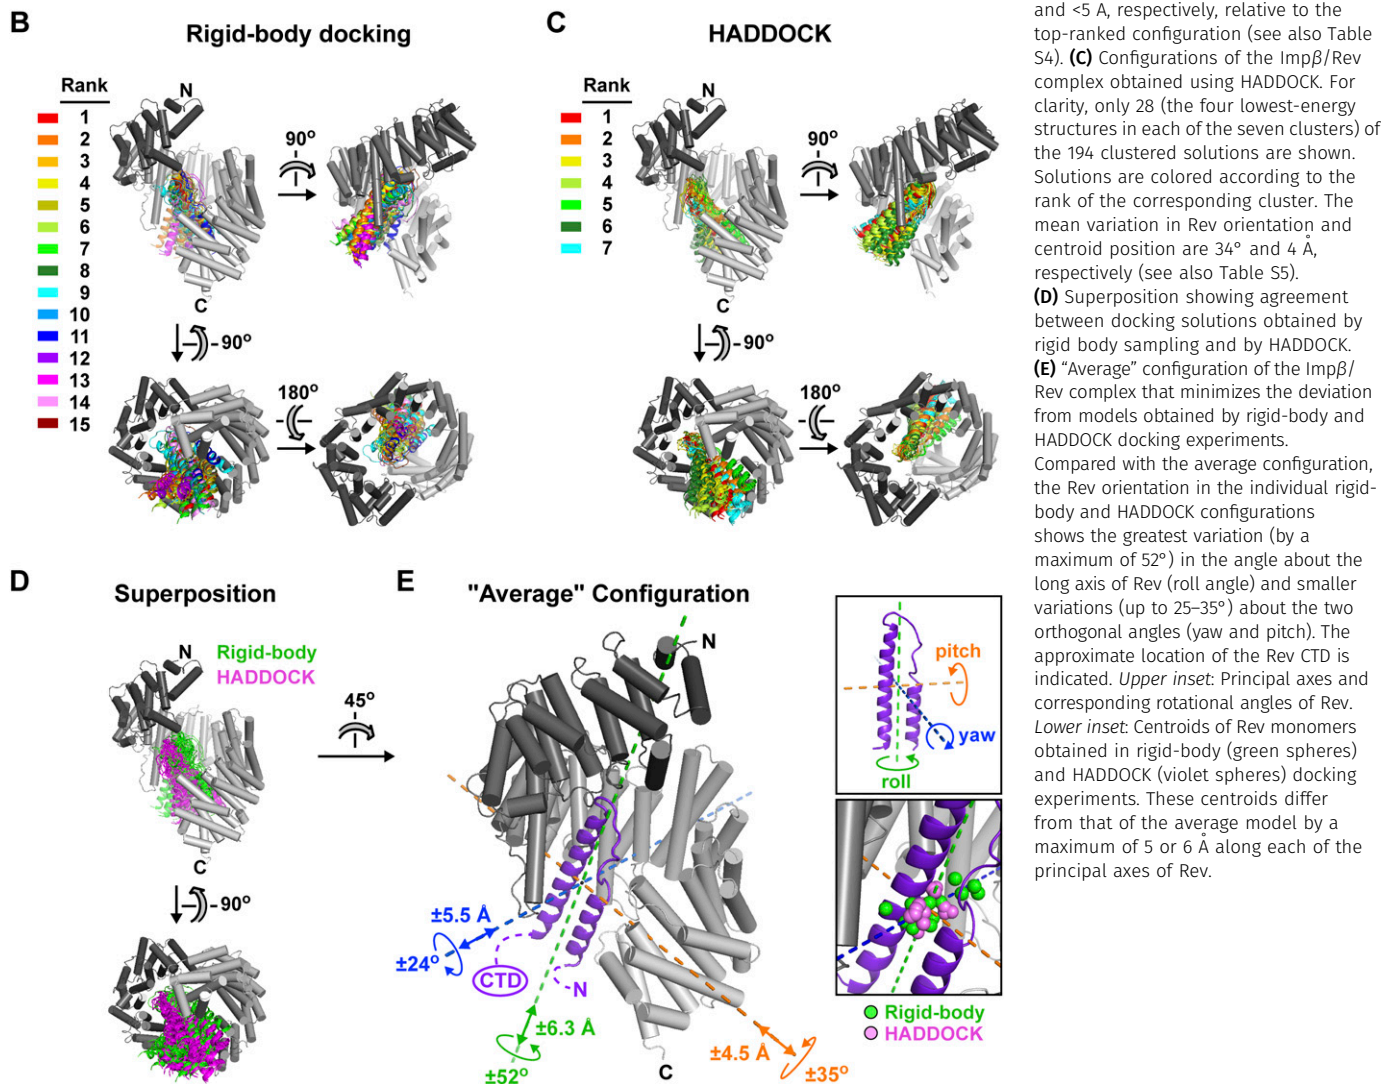 B
Rigid-body docking
Rank
1
2
3
4
5
6
7
8
9
10
11
12
13
14
15
N
90°
C
-90°
180°
C
HADDOCK
Rank
1
2
3
4
5
6
7
90°
-90°
180°
D
Superposition
Rigid-body
HADDOCK
N
45°
C
-90°
E
"Average" Configuration
N
±5.5 Å
±24°
CTD
N
±6.3 Å
±52°
±4.5 Å
±35°
C
pitch
yaw
roll
Rigid-body
HADDOCK
and <5 A, respectively, relative to the
top-ranked configuration (see also Table
S4). (C) Configurations of the Impβ/Rev
complex obtained using HADDOCK. For
clarity, only 28 (the four lowest-energy
structures in each of the seven clusters) of
the 194 clustered solutions are shown.
Solutions are colored according to the
rank of the corresponding cluster. The
mean variation in Rev orientation and
centroid position are 34° and 4 Å,
respectively (see also Table S5).
(D) Superposition showing agreement
between docking solutions obtained by
rigid body sampling and by HADDOCK.
(E) “Average” configuration of the Impβ/
Rev complex that minimizes the deviation
from models obtained by rigid-body and
HADDOCK docking experiments.
Compared with the average configuration,
the Rev orientation in the individual rigid-
body and HADDOCK configurations
shows the greatest variation (by a
maximum of 52°) in the angle about the
long axis of Rev (roll angle) and smaller
variations (up to 25–35°) about the two
orthogonal angles (yaw and pitch). The
approximate location of the Rev CTD is
indicated. Upper inset: Principal axes and
corresponding rotational angles of Rev.
Lower inset: Centroids of Rev monomers
obtained in rigid-body (green spheres)
and HADDOCK (violet spheres) docking
experiments. These centroids differ
from that of the average model by a
maximum of 5 or 6 Å along each of the
principal axes of Rev.